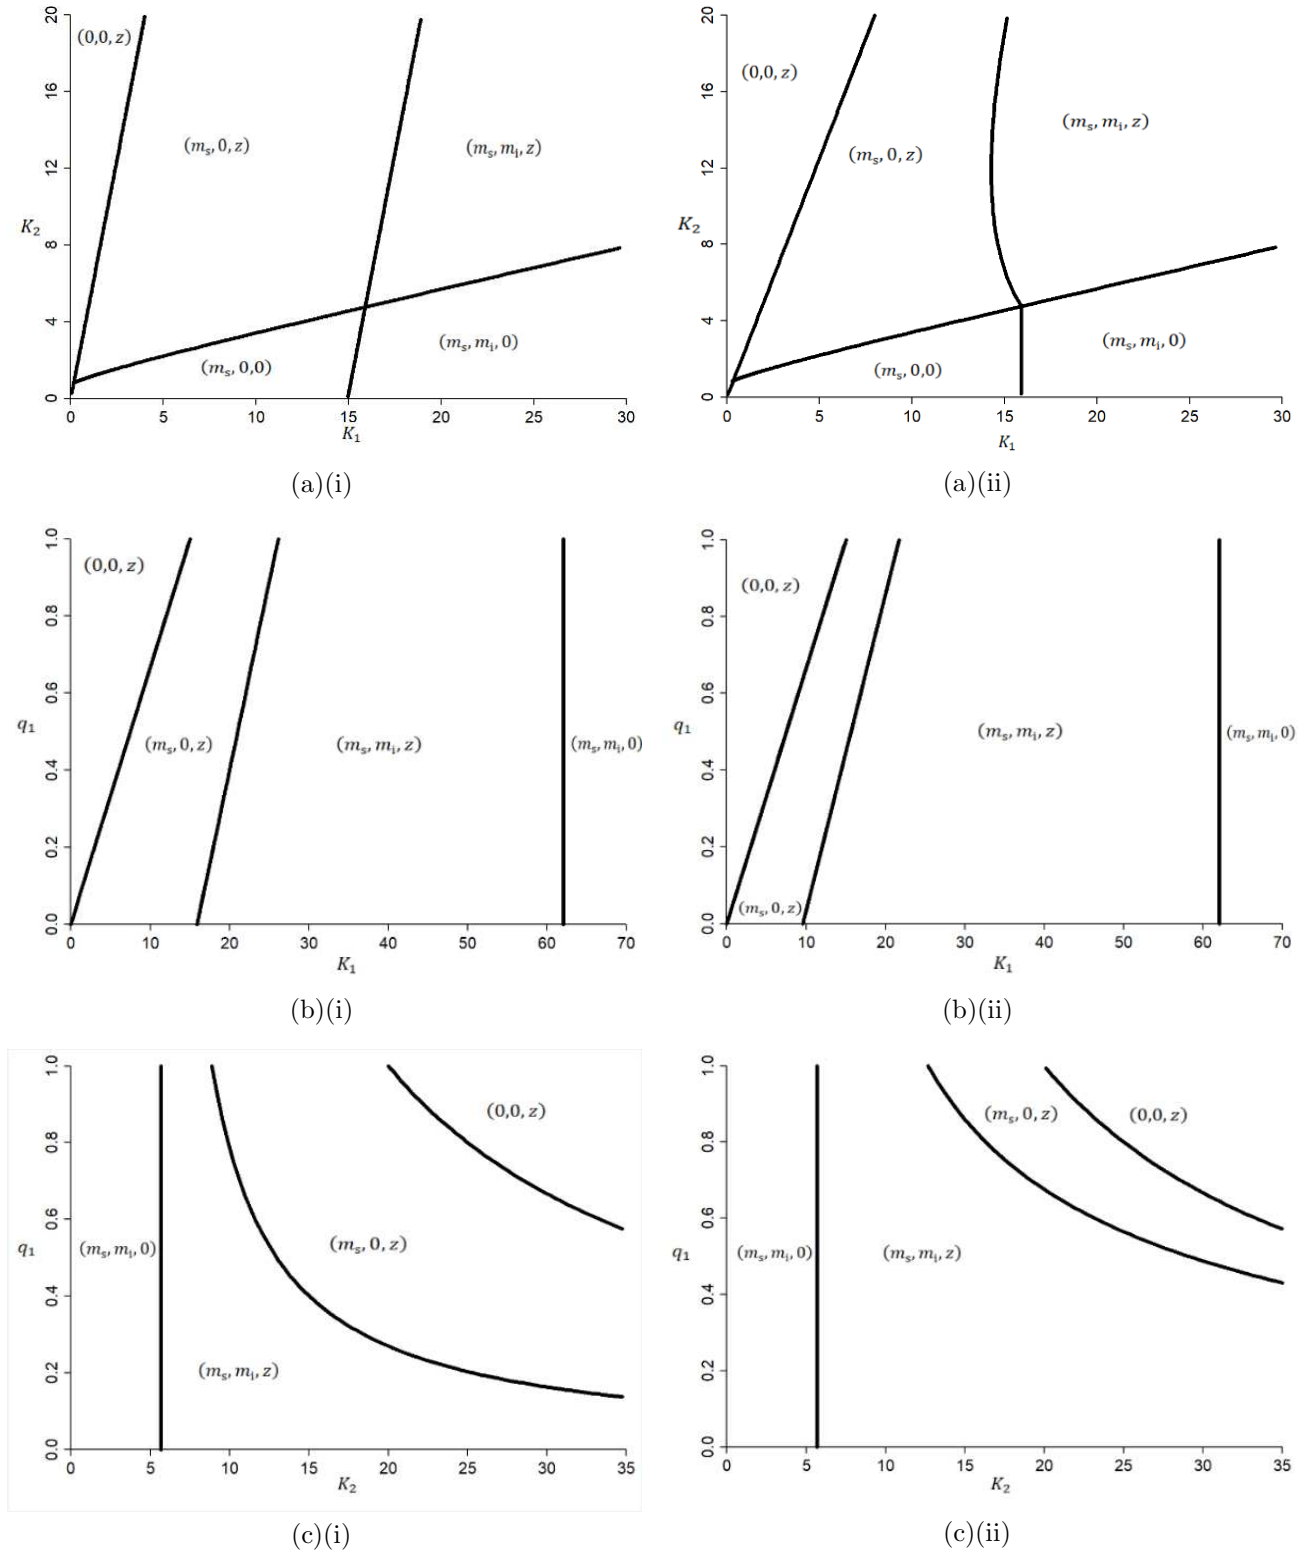 20
16
12
8
4
0
K₂
(0,0,z)
(mₛ, 0, z)
(mₛ, mᵢ, z)
(mₛ, 0,0)
(mₛ, mᵢ, 0)
0 5 10 15 20 25 30
K₁
(a)(i)
20
16
12
8
4
0
K₂
(0,0,z)
(mₛ, 0, z)
(mₛ, mᵢ, z)
(mₛ, 0,0)
(mₛ, mᵢ, 0)
0 5 10 15 20 25 30
K₁
(a)(ii)
1.0
0.8
0.6
0.4
0.2
0.0
q₁
(0,0,z)
(mₛ, 0, z)
(mₛ, mᵢ, z)
(mₛ, mᵢ, 0)
0 10 20 30 40 50 60 70
K₁
(b)(i)
1.0
0.8
0.6
0.4
0.2
0.0
q₁
(0,0,z)
(mₛ, mᵢ, z)
(mₛ, mᵢ, 0)
(mₛ, 0, z)
0 10 20 30 40 50 60 70
K₁
(b)(ii)
1.0
0.8
0.6
0.4
0.2
0.0
q₁
(0,0,z)
(mₛ, mᵢ, 0)
(mₛ, 0, z)
(mₛ, mᵢ, z)
0 5 10 15 20 25 30 35
K₂
(c)(i)
1.0
0.8
0.6
0.4
0.2
0.0
q₁
(mₛ, 0, z)
(0,0,z)
(mₛ, mᵢ, 0)
(mₛ, mᵢ, z)
0 5 10 15 20 25 30 35
K₂
(c)(ii)